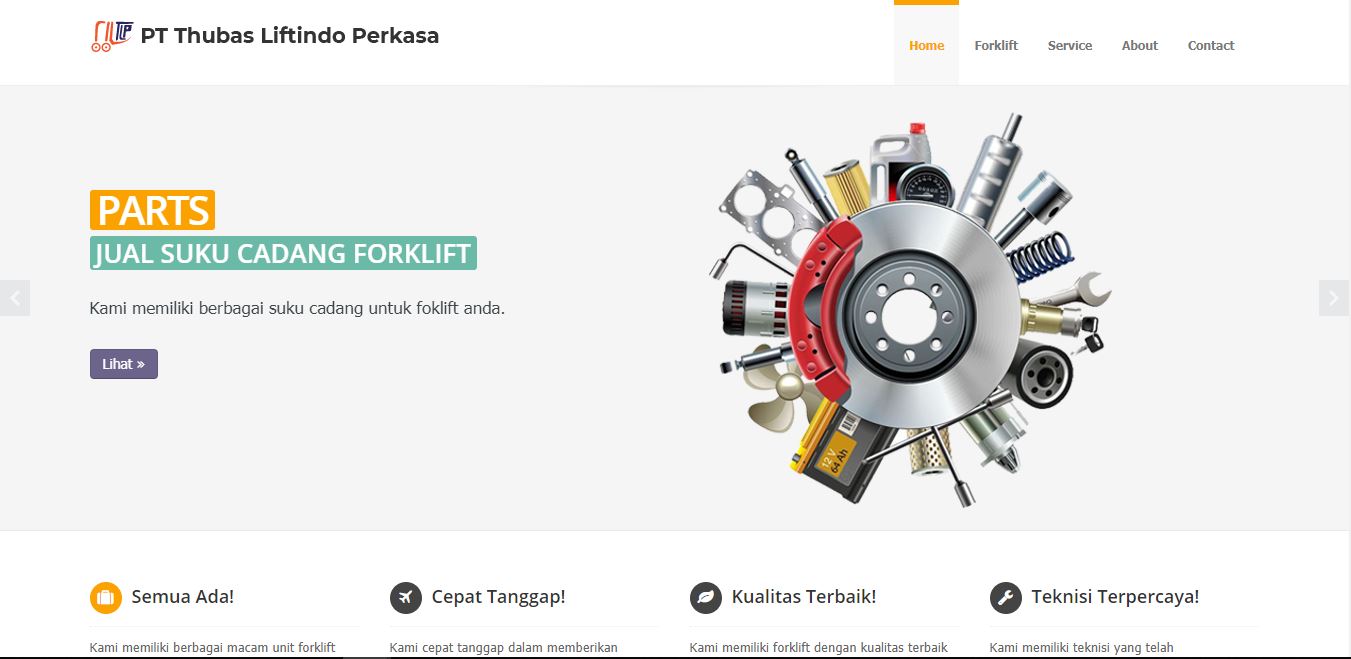 TLP PT Thubas Liftindo Perkasa
Home Forklift Service About Contact
PARTS
JUAL SUKU CADANG FORKLIFT
Kami memiliki berbagai suku cadang untuk foklift anda.
Lihat »
12 V
64 Ah
Semua Ada!
Kami memiliki berbagai macam unit forklift
Cepat Tanggap!
Kami cepat tanggap dalam memberikan
Kualitas Terbaik!
Kami memiliki forklift dengan kualitas terbaik
Teknisi Terpercaya!
Kami memiliki teknisi yang telah